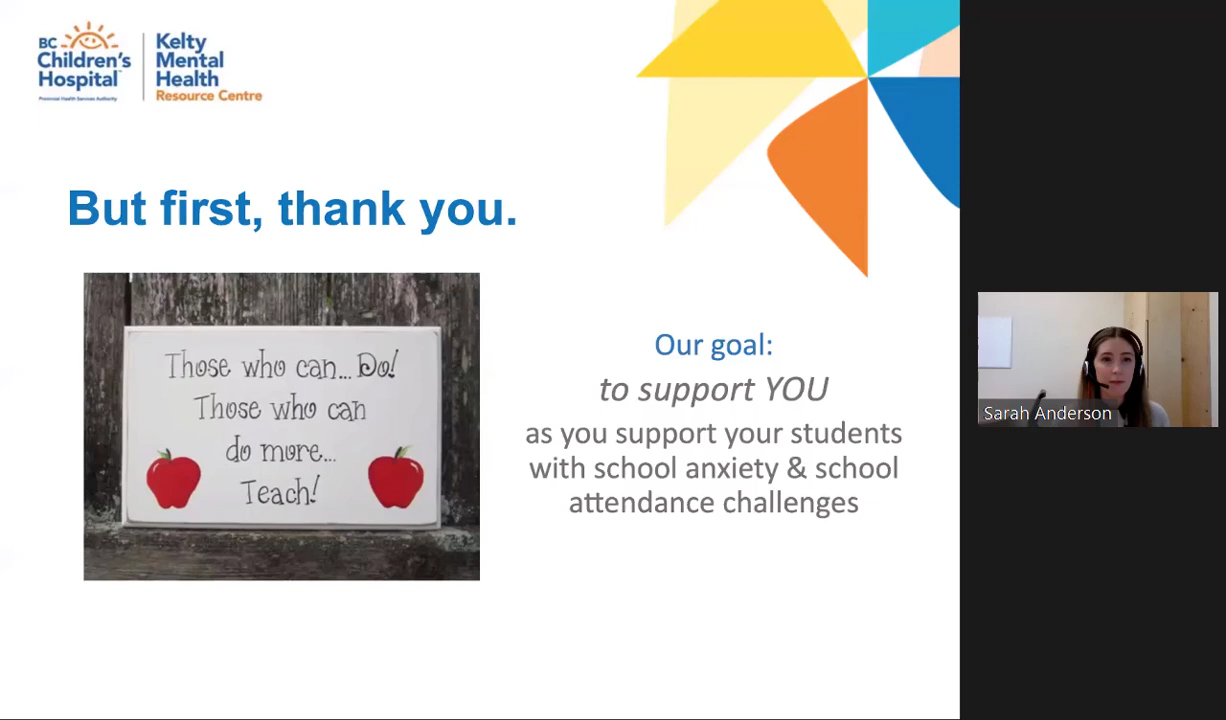 BC
Children's
Hospital
Provincial Health Services Authority
Kelty
Mental
Health
Resource Centre
But first, thank you.
Those who can... Do!
Those who can
do more...
Teach!
Our goal:
to support YOU
as you support your students
with school anxiety & school
attendance challenges
Sarah Anderson